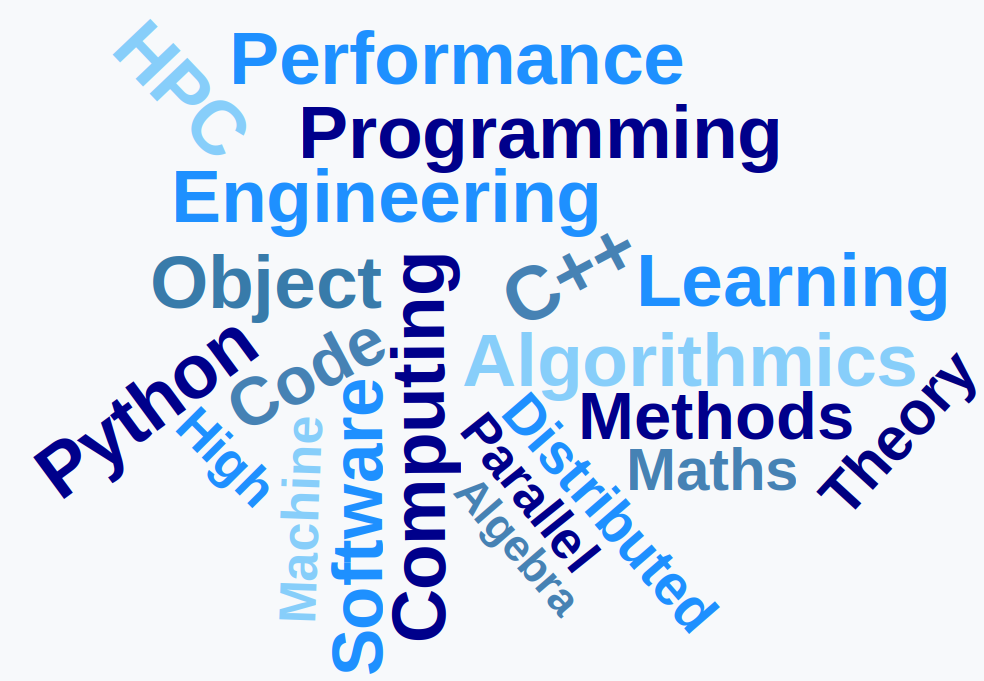 HPC
Performance
Programming
Engineering
C++
Object
Learning
Computing
Python
Code
Algorithmics
Software
High
Machine
Methods
Theory
Distributed
Parallel
Maths
Algebra